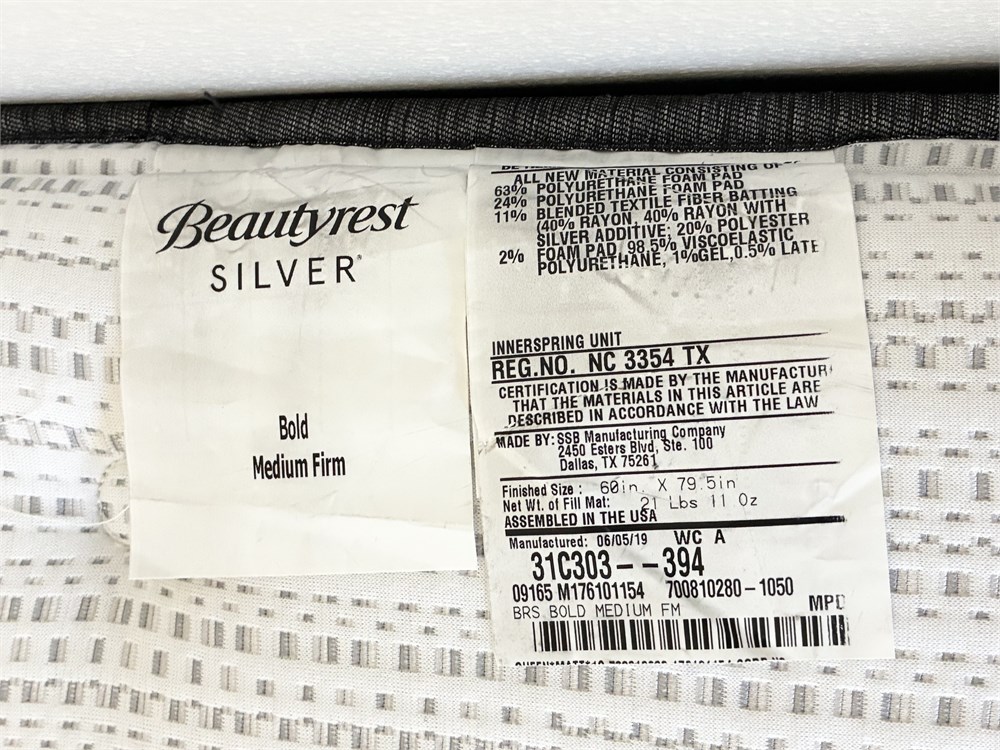 Beautyrest
SILVER
Bold
Medium Firm
ALL NEW MATERIAL CONSISTING OF
63% POLYURETHANE FOAM PAD
24% POLYURETHANE FOAM PAD
11% BLENDED TEXTILE FIBER BATTING
(40% RAYON, 40% RAYON WITH
SILVER ADDITIVE; 20% POLYESTER
2% FOAM PAD, 98.5% VISCOELASTIC
POLYURETHANE, 1%GEL,0.5% LATE
INNERSPRING UNIT
REG.NO. NC 3354 TX
CERTIFICATION IS MADE BY THE MANUFACTUR
THAT THE MATERIALS IN THIS ARTICLE ARE
DESCRIBED IN ACCORDANCE WITH THE LAW
MADE BY: SSB Manufacturing Company
2450 Esters Blvd, Ste. 100
Dallas, TX 75261
Finished Size : 60in. X 79.5in
Net Wt. of Fill Mat: 21 Lbs 11 Oz
ASSEMBLED IN THE USA
Manufactured: 06/05/19 WC A
31C303--394
09165 M176101154 700810280-1050
BRS BOLD MEDIUM FM MPD